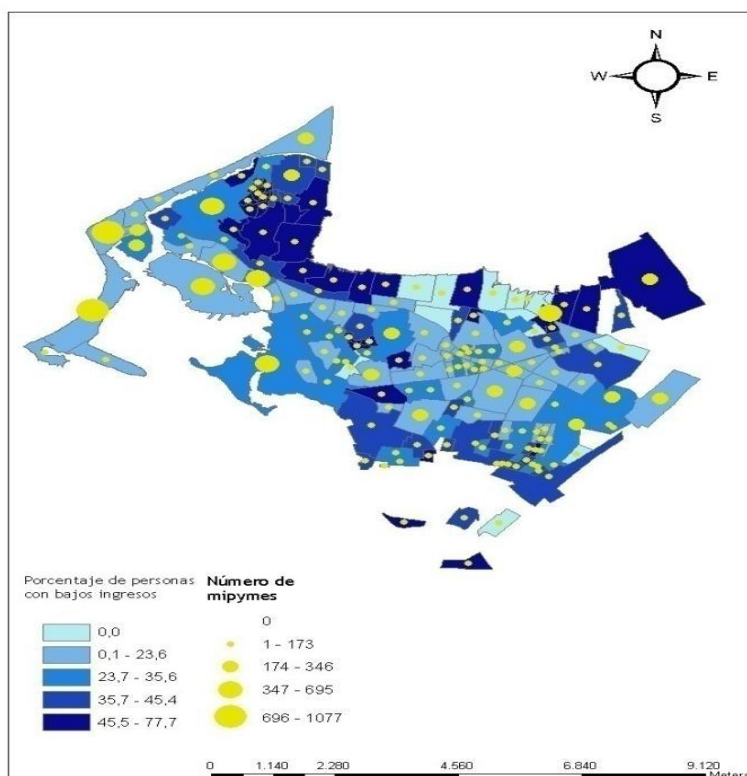 N
W E
S
Porcentaje de personas
con bajos ingresos
0,0
0,1 - 23,6
23,7 - 35,6
35,7 - 45,4
45,5 - 77,7
Número de
mipymes
0
1 - 173
174 - 346
347 - 695
696 - 1077
0 1.140 2.280 4.560 6.840 9.120
Meters